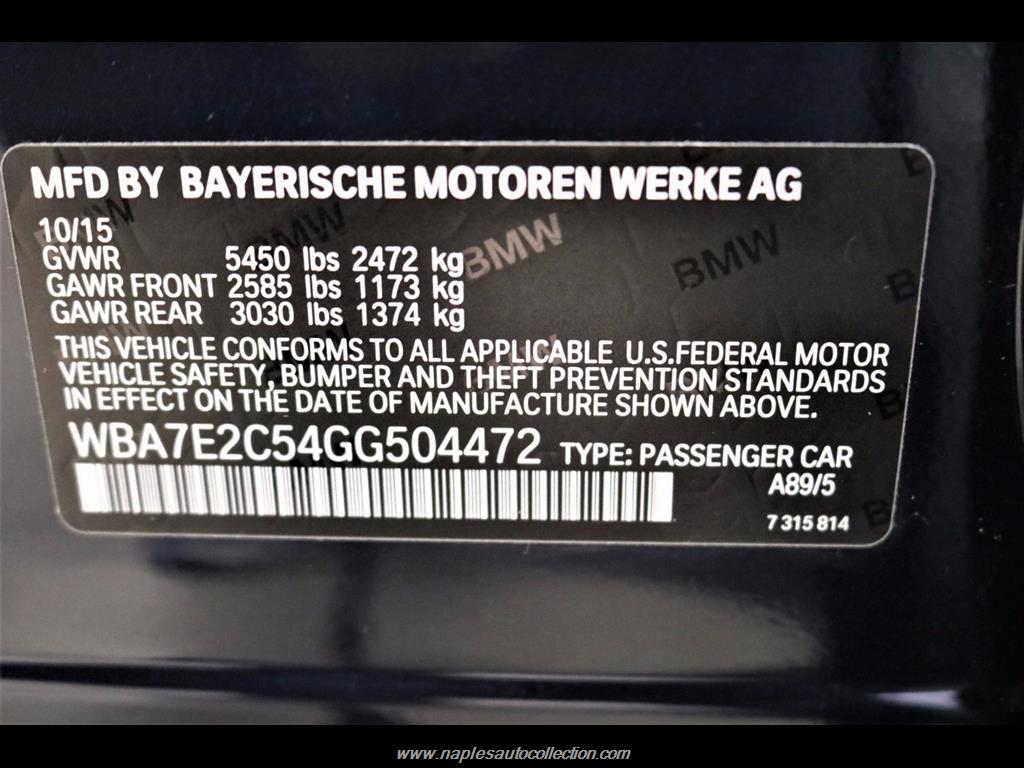 MFD BY BAYERISCHE MOTOREN WERKE AG
10/15
GVWR 5450 lbs 2472 kg
GAWR FRONT 2585 lbs 1173 kg
GAWR REAR 3030 lbs 1374 kg
BMW
BMW
THIS VEHICLE CONFORMS TO ALL APPLICABLE U.S.FEDERAL MOTOR
VEHICLE SAFETY, BUMPER AND THEFT PREVENTION STANDARDS
IN EFFECT ON THE DATE OF MANUFACTURE SHOWN ABOVE.
WBA7E2C54GG504472 TYPE: PASSENGER CAR
A89/5
7 315 814
www.naplesautocollection.com